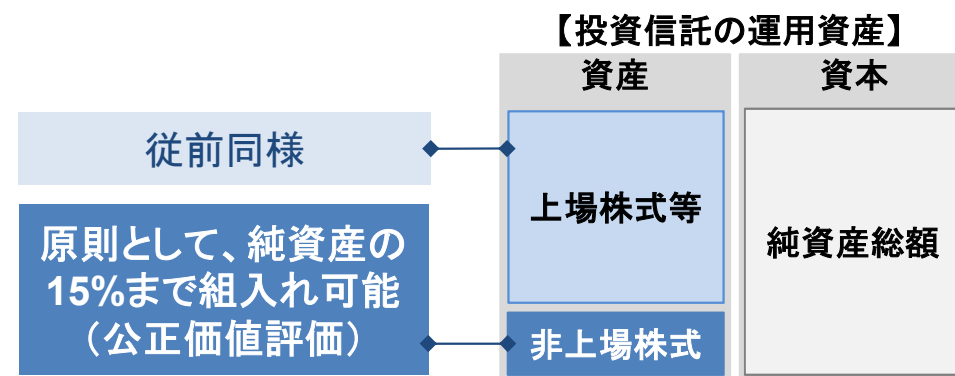 【投資信託の運用資産】
資産
資本
従前同様
上場株式等
純資産総額
原則として、純資産の
15%まで組入れ可能
（公正価値評価）
非上場株式